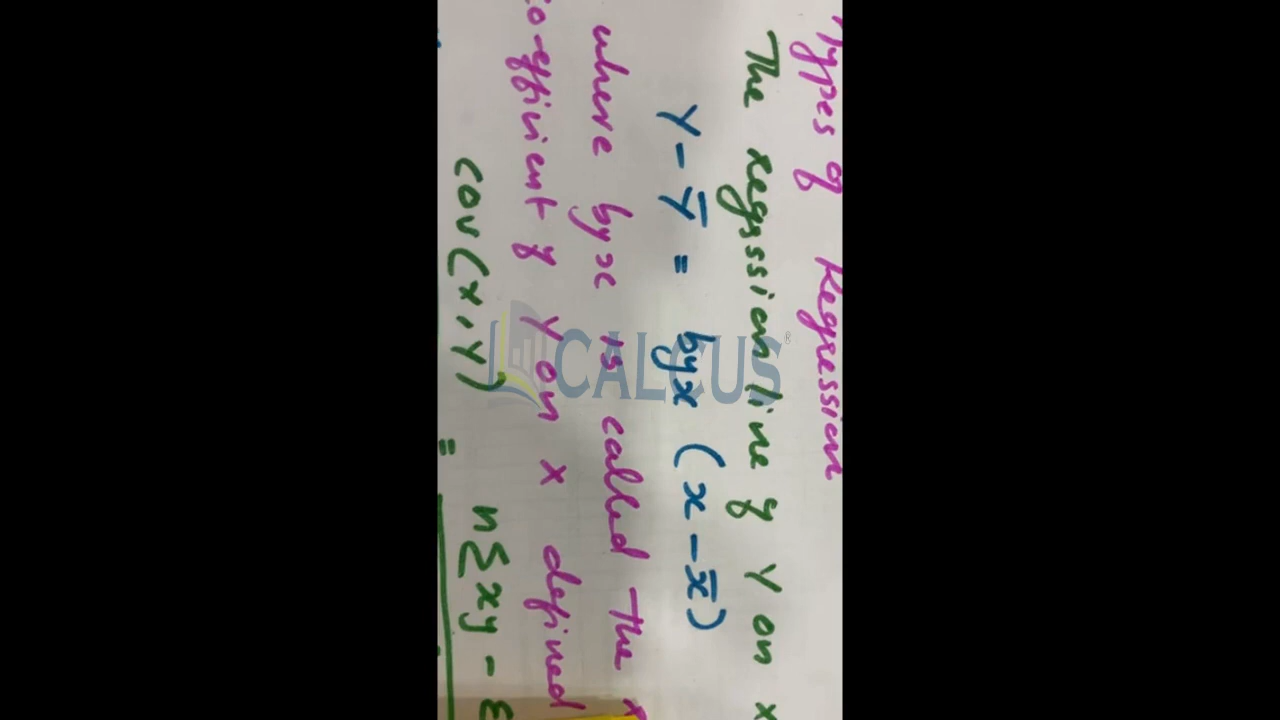 Types of Regression
The regession line of Y on x
Y - Ȳ = byx (x - x̄)
where byx is called the
co-efficient of Y on x defined
cov(x,Y) = n∑xy - Σ
CALCUS®